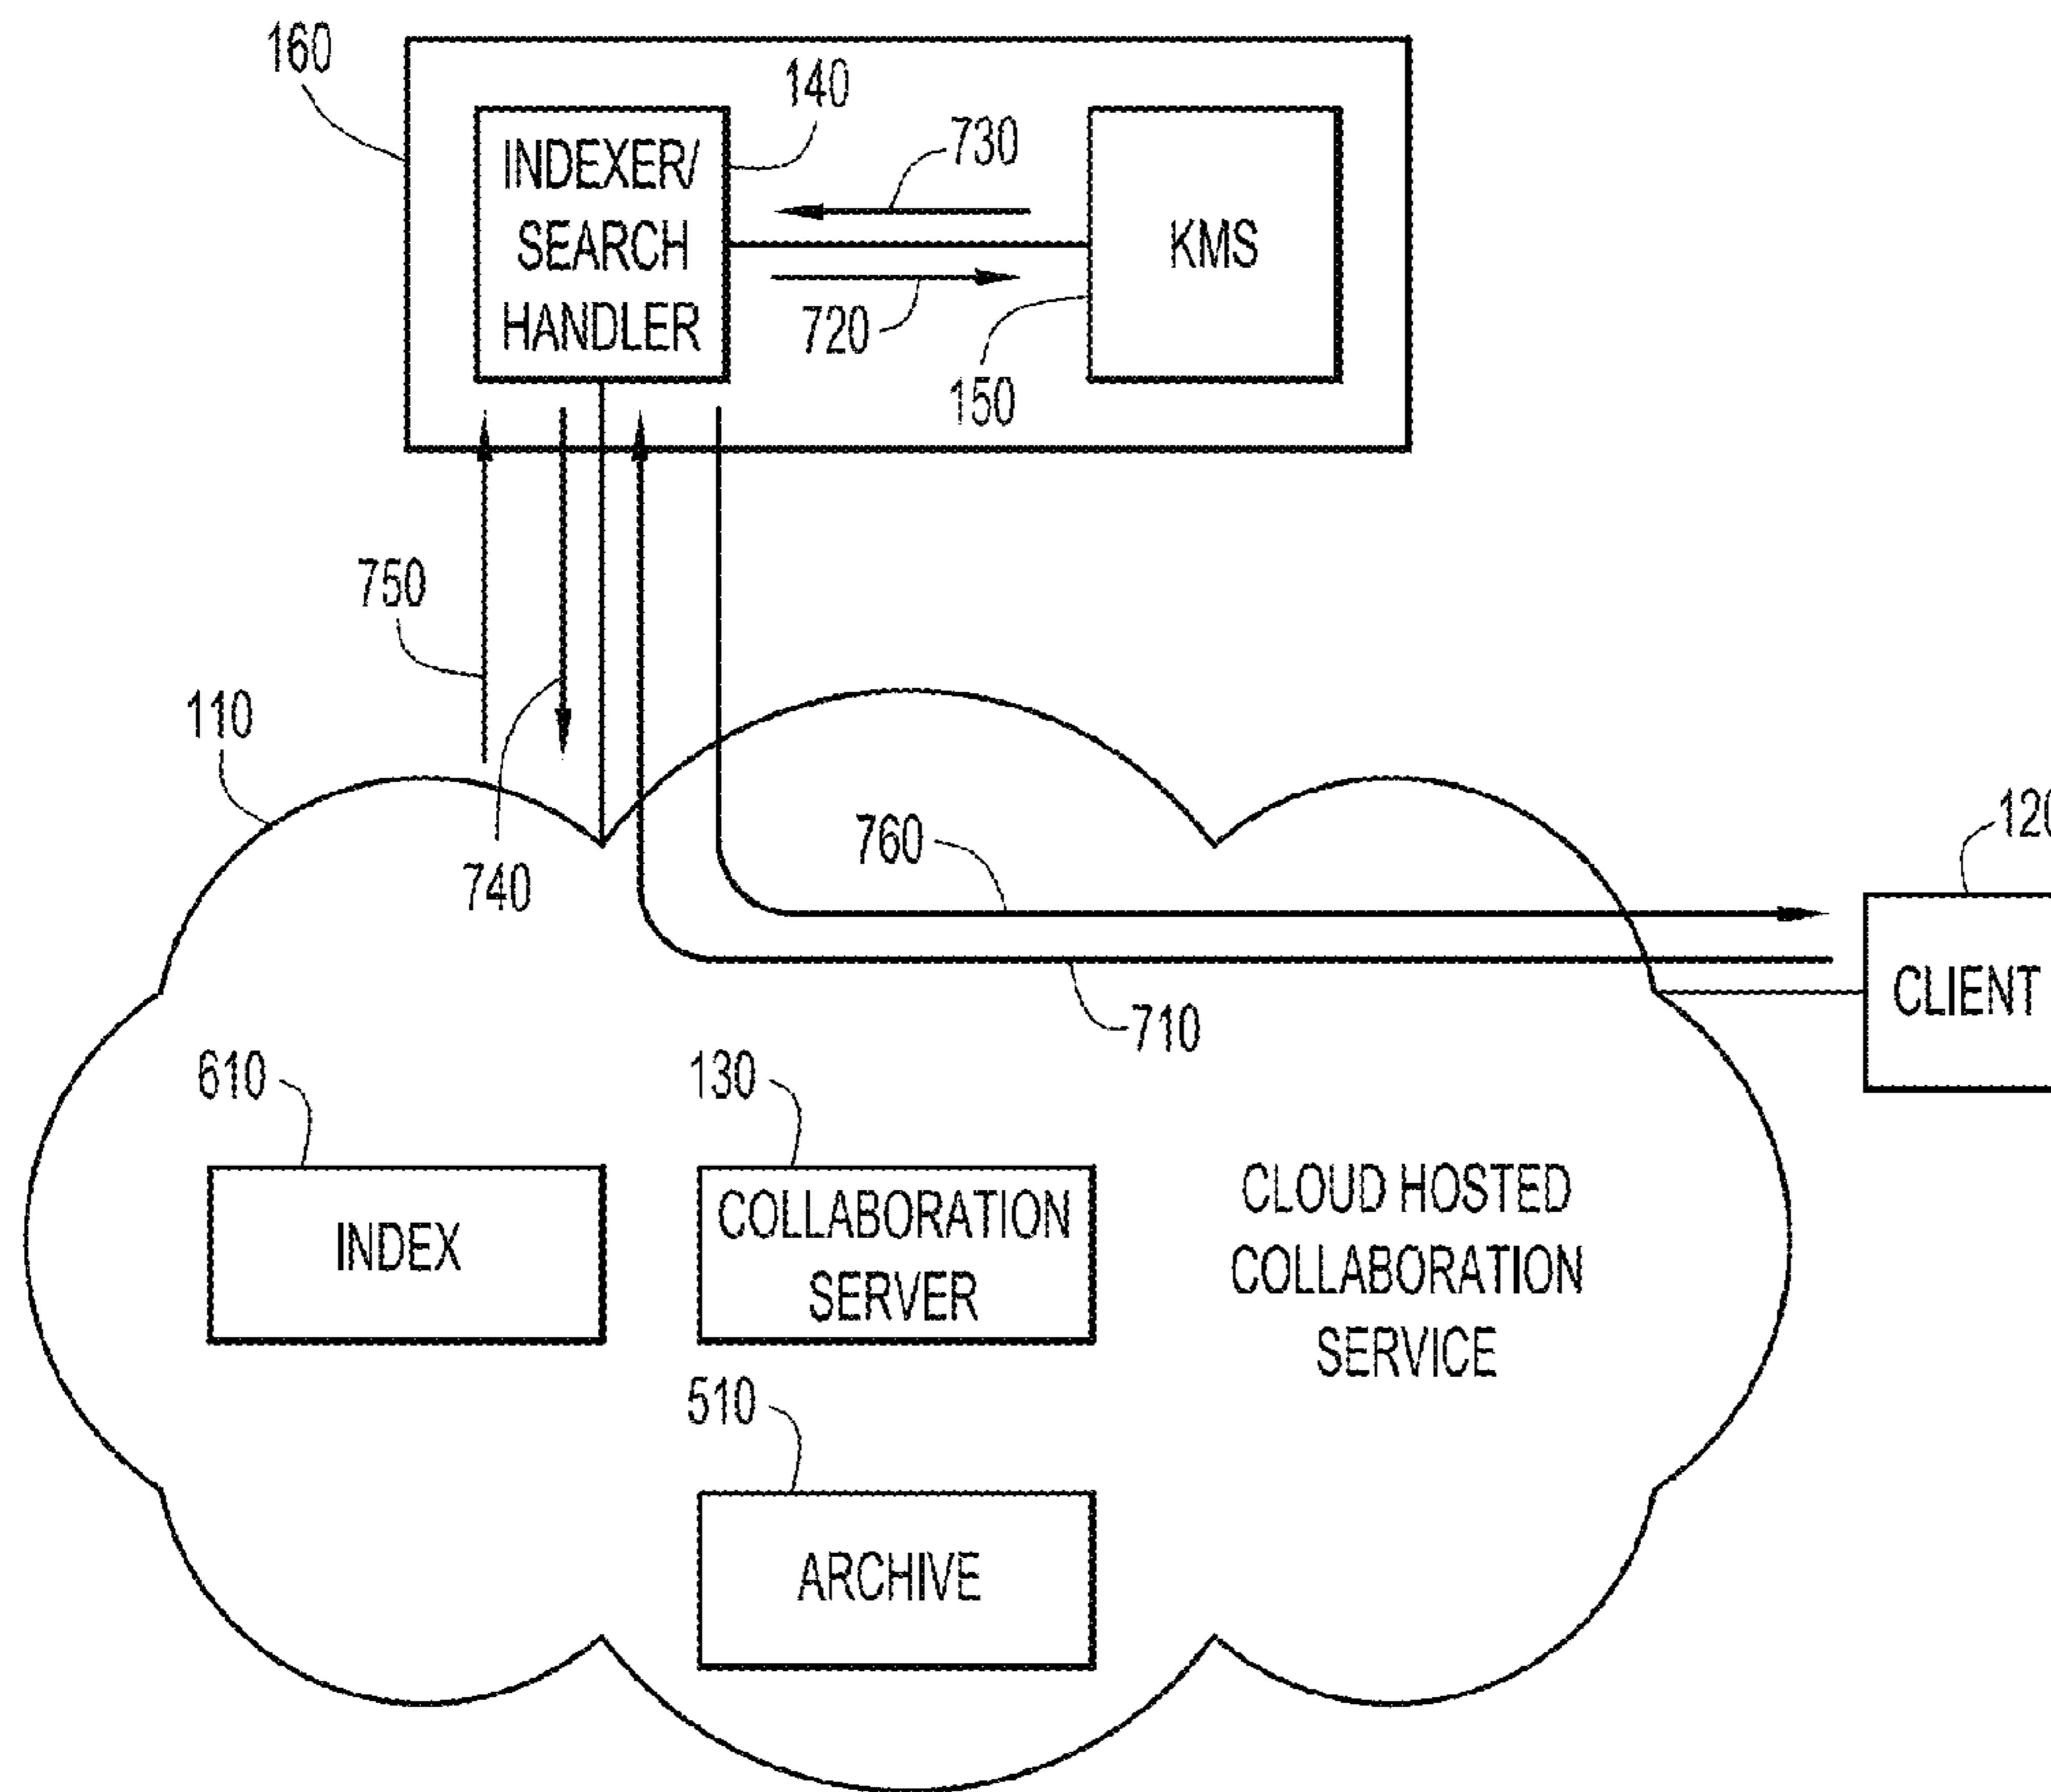 160
140
INDEXER/
SEARCH
HANDLER
730
720
KMS
150
750
740
110
760
710
120
CLIENT
610
INDEX
130
COLLABORATION
SERVER
CLOUD HOSTED
COLLABORATION
SERVICE
510
ARCHIVE